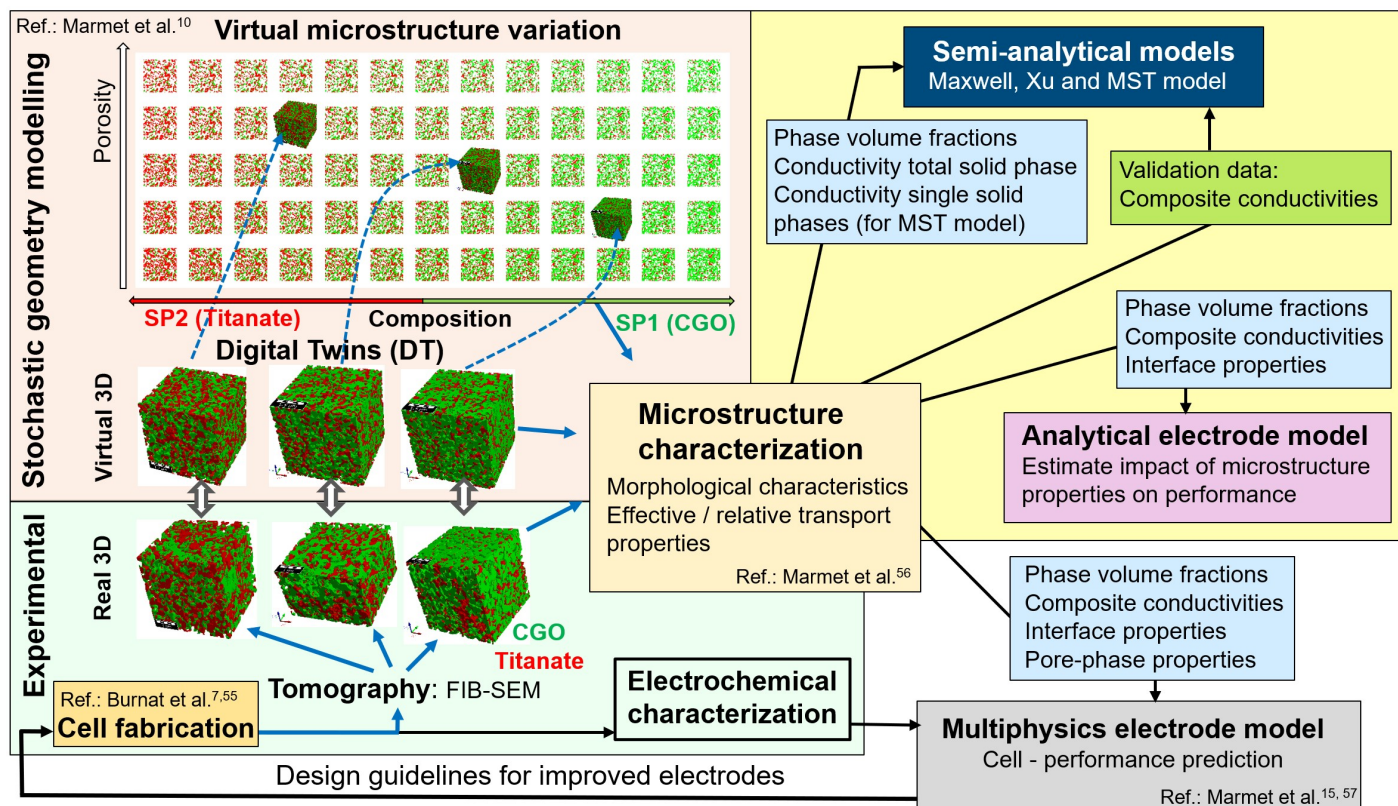 Ref.: Marmet et al.10
Virtual microstructure variation
Stochastic geometry modelling
Porosity
SP2 (Titanate)
Composition
SP1 (CGO)
Digital Twins (DT)
Virtual 3D
Experimental
Real 3D
CGO
Titanate
Tomography: FIB-SEM
Ref.: Burnat et al.7,55
Cell fabrication
Electrochemical
characterization
Design guidelines for improved electrodes
Microstructure
characterization
Morphological characteristics
Effective / relative transport
properties
Ref.: Marmet et al.56
Semi-analytical models
Maxwell, Xu and MST model
Phase volume fractions
Conductivity total solid phase
Conductivity single solid
phases (for MST model)
Validation data:
Composite conductivities
Phase volume fractions
Composite conductivities
Interface properties
Analytical electrode model
Estimate impact of microstructure
properties on performance
Phase volume fractions
Composite conductivities
Interface properties
Pore-phase properties
Multiphysics electrode model
Cell - performance prediction
Ref.: Marmet et al.15, 57